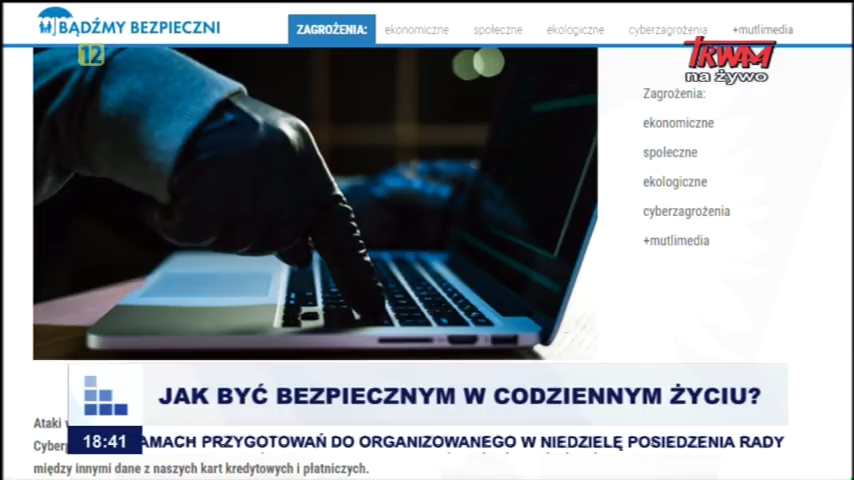 BĄDŹMY BEZPIECZNI
ZAGROŻENIA: ekonomiczne społeczne ekologiczne cyberzagrożenia +mutlimedia
12
TRWAM
na żywo
Zagrożenia:
ekonomiczne
społeczne
ekologiczne
cyberzagrożenia
+mutlimedia
JAK BYĆ BEZPIECZNYM W CODZIENNYM ŻYCIU?
Ataki
18:41 AMACH PRZYGOTOWAŃ DO ORGANIZOWANEGO W NIEDZIELĘ POSIEDZENIA RADY
między innymi dane z naszych kart kredytowych i płatniczych.